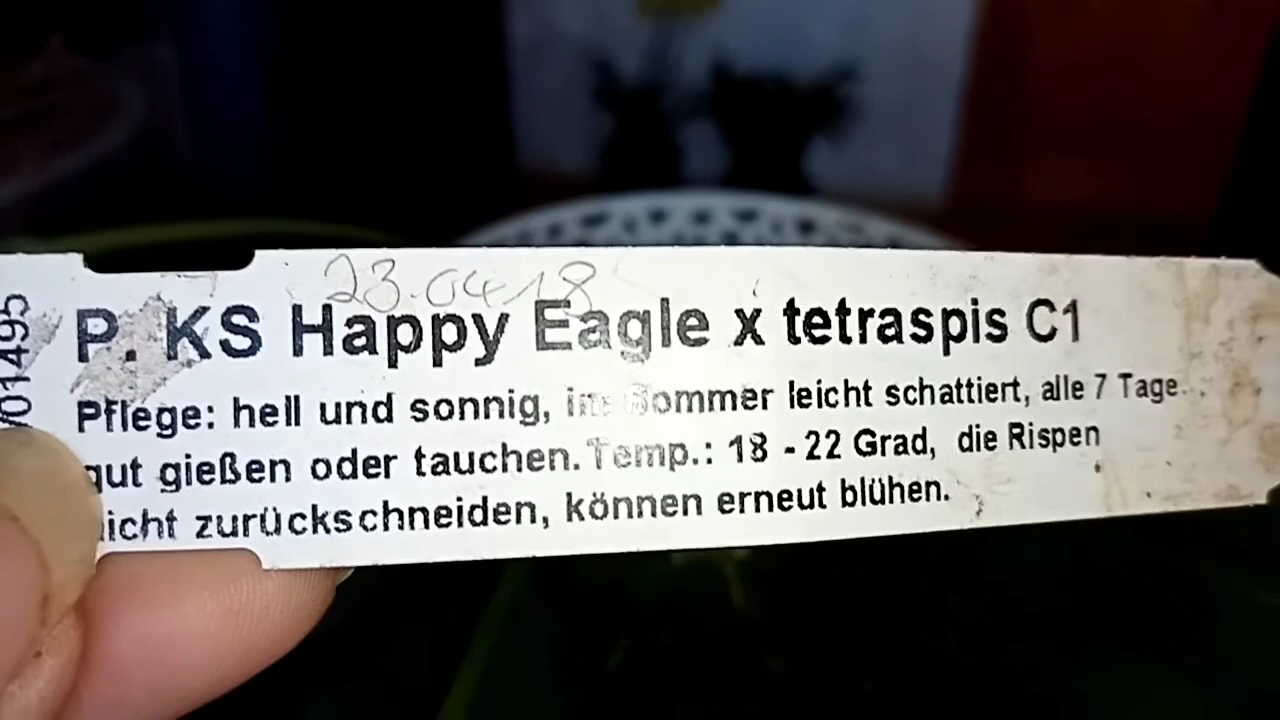 23.04.18
P. KS Happy Eagle x tetraspis C1
Pflege: hell und sonnig, im Sommer leicht schattiert, alle 7 Tage
gut gießen oder tauchen. Temp.: 18 - 22 Grad, die Rispen
nicht zurückschneiden, können erneut blühen.
01495